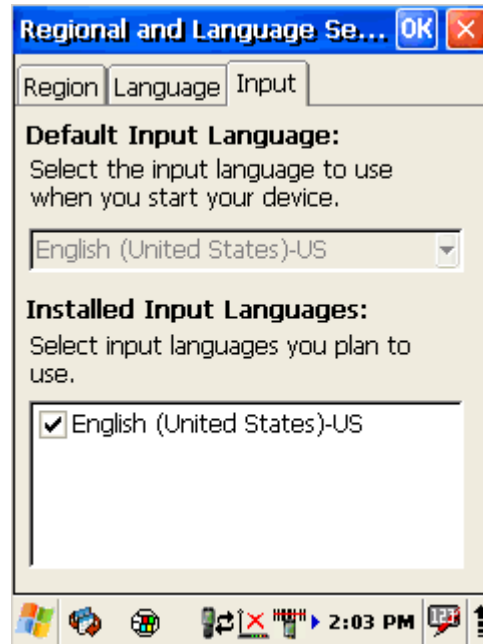 Regional and Language Se... OK
Region Language Input
Default Input Language:
Select the input language to use
when you start your device.
English (United States)-US
Installed Input Languages:
Select input languages you plan to
use.
English (United States)-US
2:03 PM 123